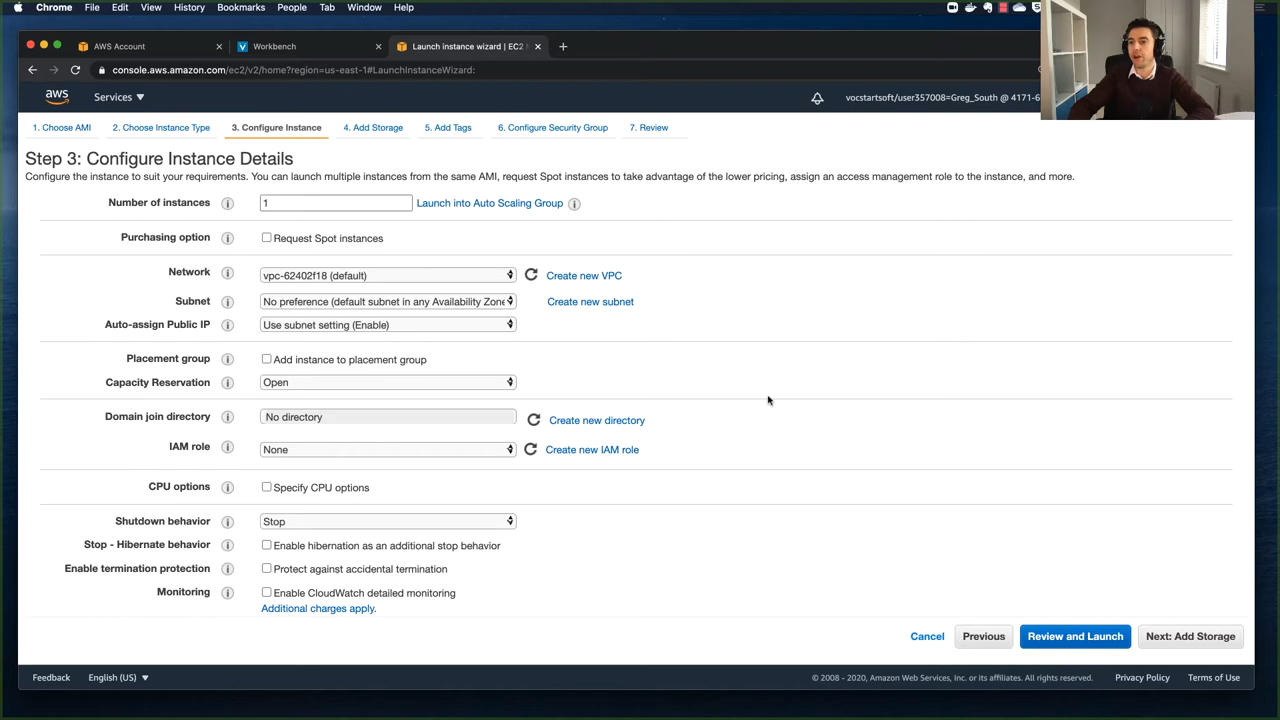 Chrome File Edit View History Bookmarks People Tab Window Help
AWS Account
Workbench
Launch instance wizard | EC2
console.aws.amazon.com/ec2/v2/home?region=us-east-1#LaunchInstanceWizard:
aws Services vocstartsoft/user357008=Greg_South @ 4171-6
1. Choose AMI 2. Choose Instance Type 3. Configure Instance 4. Add Storage 5. Add Tags 6. Configure Security Group 7. Review
Step 3: Configure Instance Details
Configure the instance to suit your requirements. You can launch multiple instances from the same AMI, request Spot instances to take advantage of the lower pricing, assign an access management role to the instance, and more.
Number of instances 1 Launch into Auto Scaling Group
Purchasing option Request Spot instances
Network vpc-62402f18 (default) Create new VPC
Subnet No preference (default subnet in any Availability Zone Create new subnet
Auto-assign Public IP Use subnet setting (Enable)
Placement group Add instance to placement group
Capacity Reservation Open
Domain join directory No directory Create new directory
IAM role None Create new IAM role
CPU options Specify CPU options
Shutdown behavior Stop
Stop - Hibernate behavior Enable hibernation as an additional stop behavior
Enable termination protection Protect against accidental termination
Monitoring Enable CloudWatch detailed monitoring
Additional charges apply.
Cancel Previous Review and Launch Next: Add Storage
Feedback English (US) © 2008 - 2020, Amazon Web Services, Inc. or its affiliates. All rights reserved. Privacy Policy Terms of Use